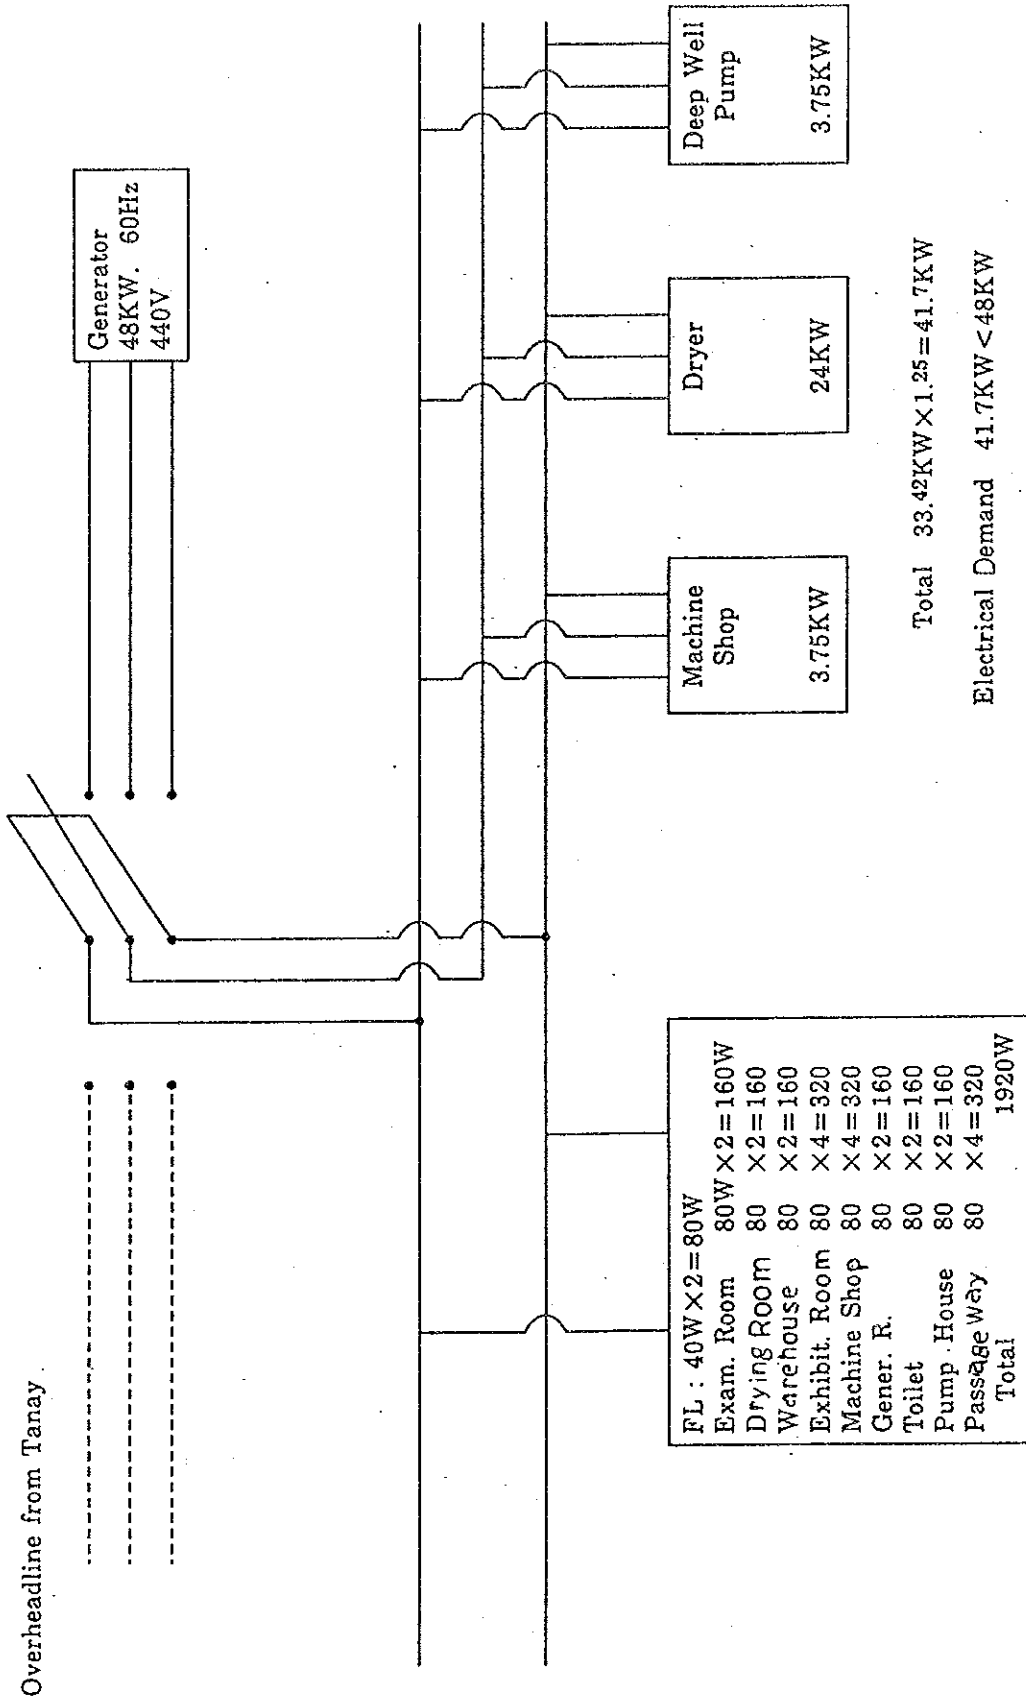 Overheadline from Tanay
Generator
48KW. 60Hz
440V
FL : 40W×2=80W
Exam. Room 80W×2=160W
Drying Room 80 ×2=160
Warehouse 80 ×2=160
Exhibit. Room 80 ×4=320
Machine Shop 80 ×4=320
Gener. R. 80 ×2=160
Toilet 80 ×2=160
Pump House 80 ×2=160
Passage way 80 ×4=320
Total 1920W
Machine
Shop
3.75KW
Dryer
24KW
Deep Well
Pump
3.75KW
Total 33.42KW×1.25=41.7KW
Electrical Demand 41.7KW<48KW